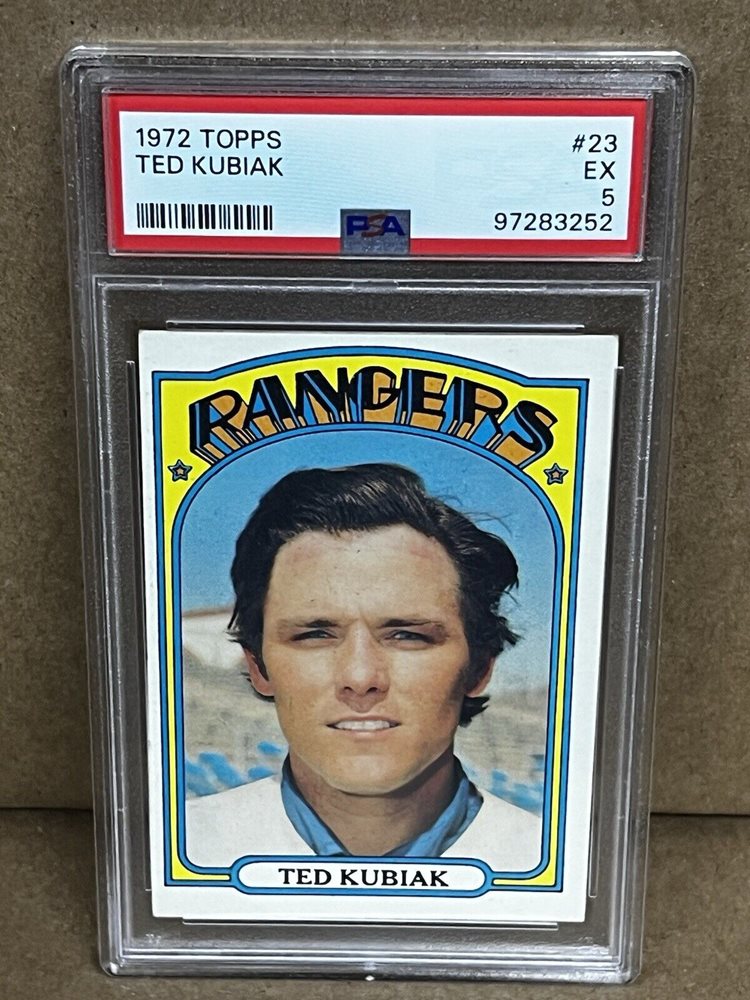 1972 TOPPS #23
TED KUBIAK EX
5
PSA 97283252
RANGERS
TED KUBIAK